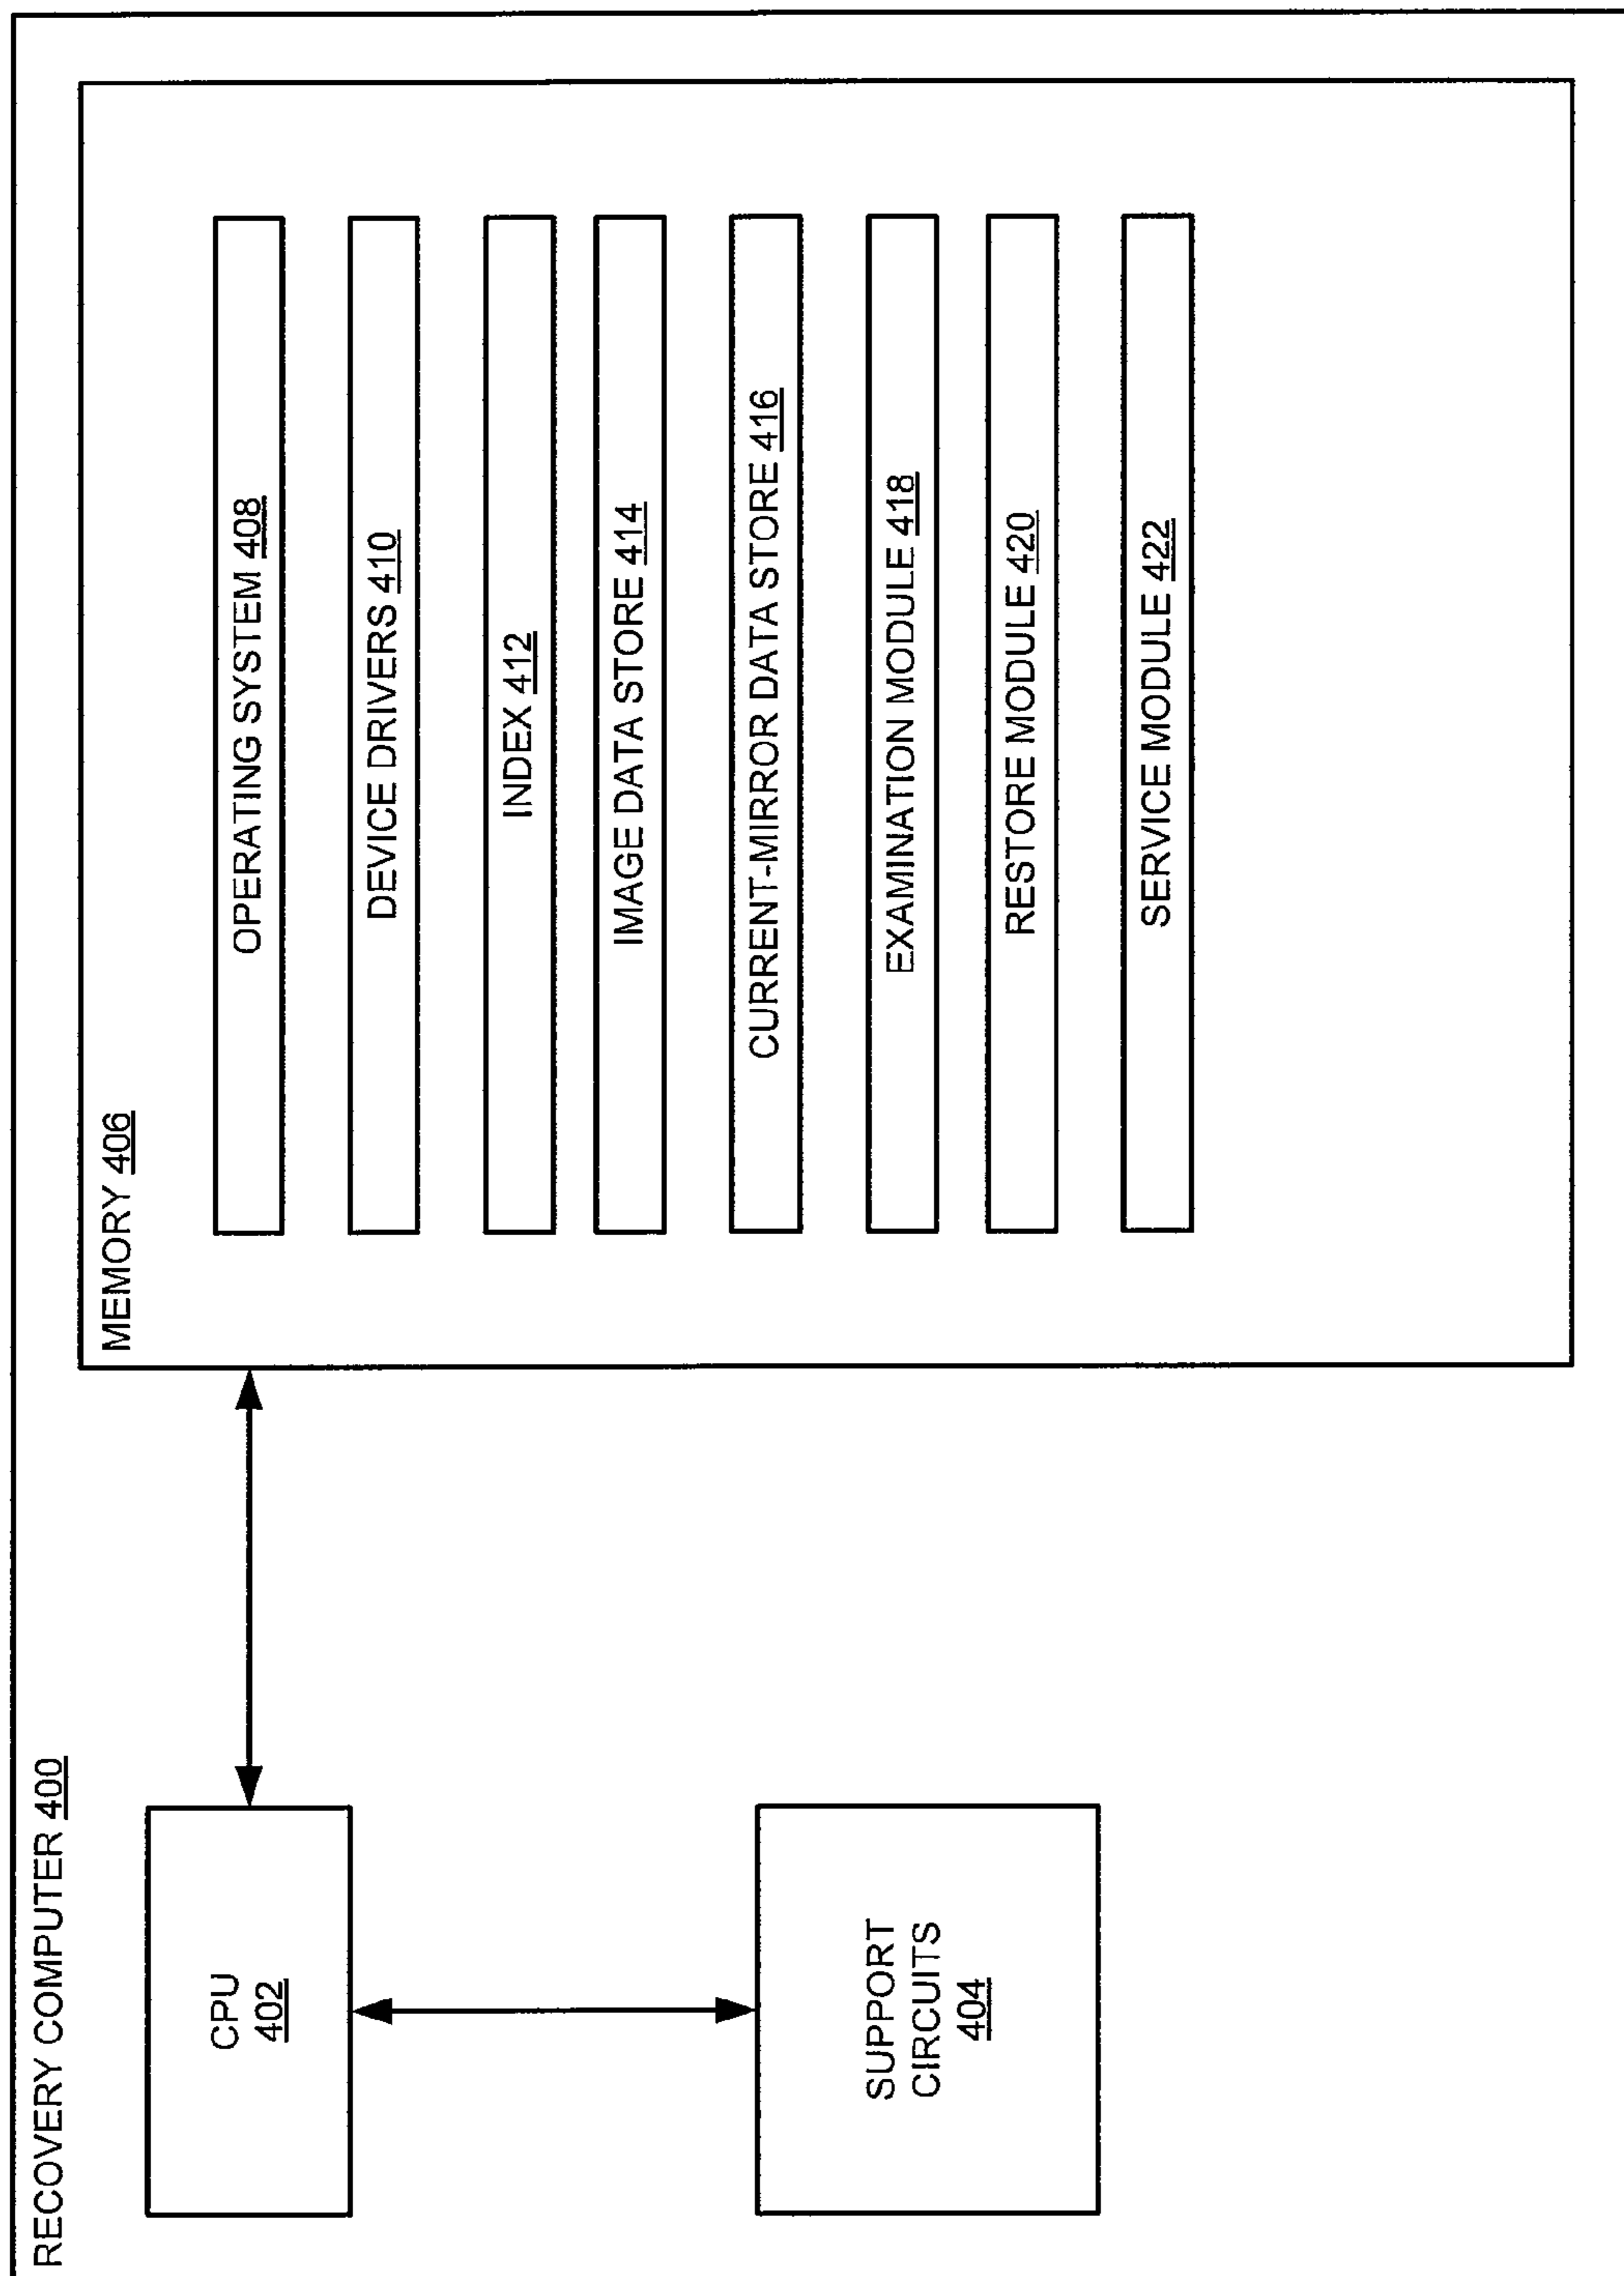 RECOVERY COMPUTER 400
CPU
402
SUPPORT
CIRCUITS
404
MEMORY 406
OPERATING SYSTEM 408
DEVICE DRIVERS 410
INDEX 412
IMAGE DATA STORE 414
CURRENT-MIRROR DATA STORE 416
EXAMINATION MODULE 418
RESTORE MODULE 420
SERVICE MODULE 422